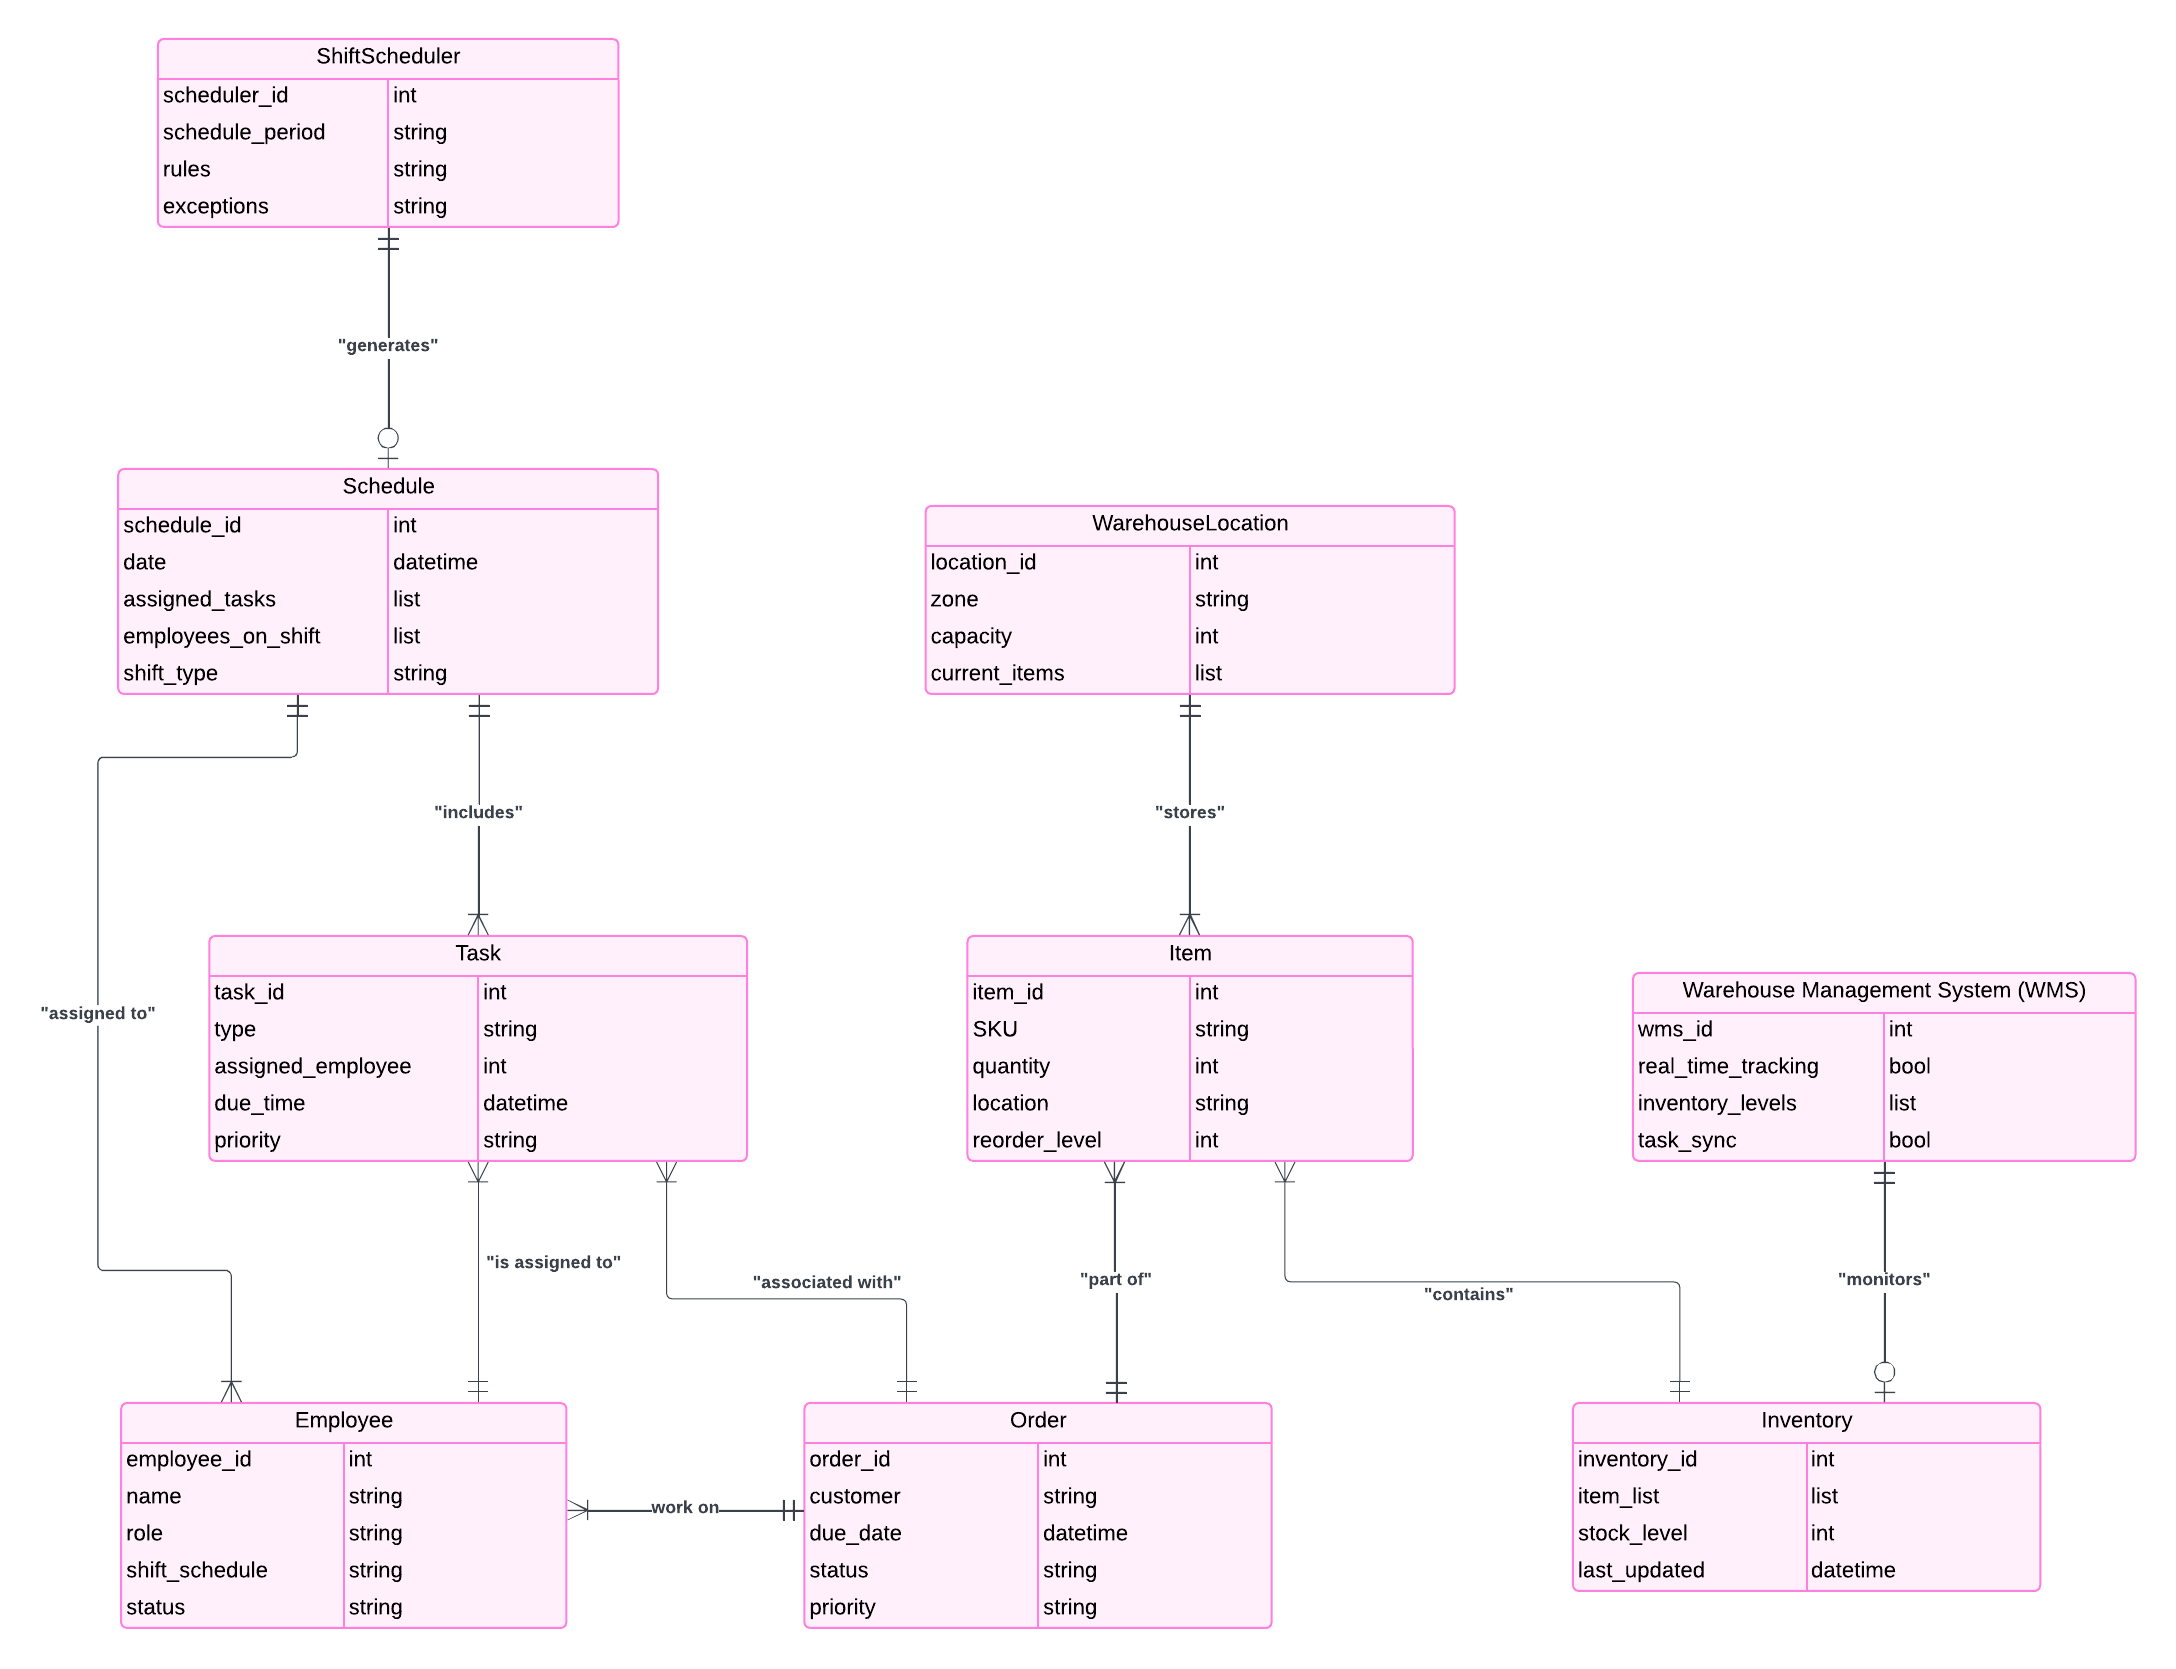 ShiftScheduler
scheduler_id int
schedule_period string
rules string
exceptions string
"generates"
Schedule
schedule_id int
date datetime
assigned_tasks list
employees_on_shift list
shift_type string
WarehouseLocation
location_id int
zone string
capacity int
current_items list
"includes"
"stores"
"assigned to"
Task
task_id int
type string
assigned_employee int
due_time datetime
priority string
Item
item_id int
SKU string
quantity int
location string
reorder_level int
Warehouse Management System (WMS)
wms_id int
real_time_tracking bool
inventory_levels list
task_sync bool
"is assigned to"
"associated with"
"part of"
"contains"
"monitors"
Employee
employee_id int
name string
role string
shift_schedule string
status string
work on
Order
order_id int
customer string
due_date datetime
status string
priority string
Inventory
inventory_id int
item_list list
stock_level int
last_updated datetime